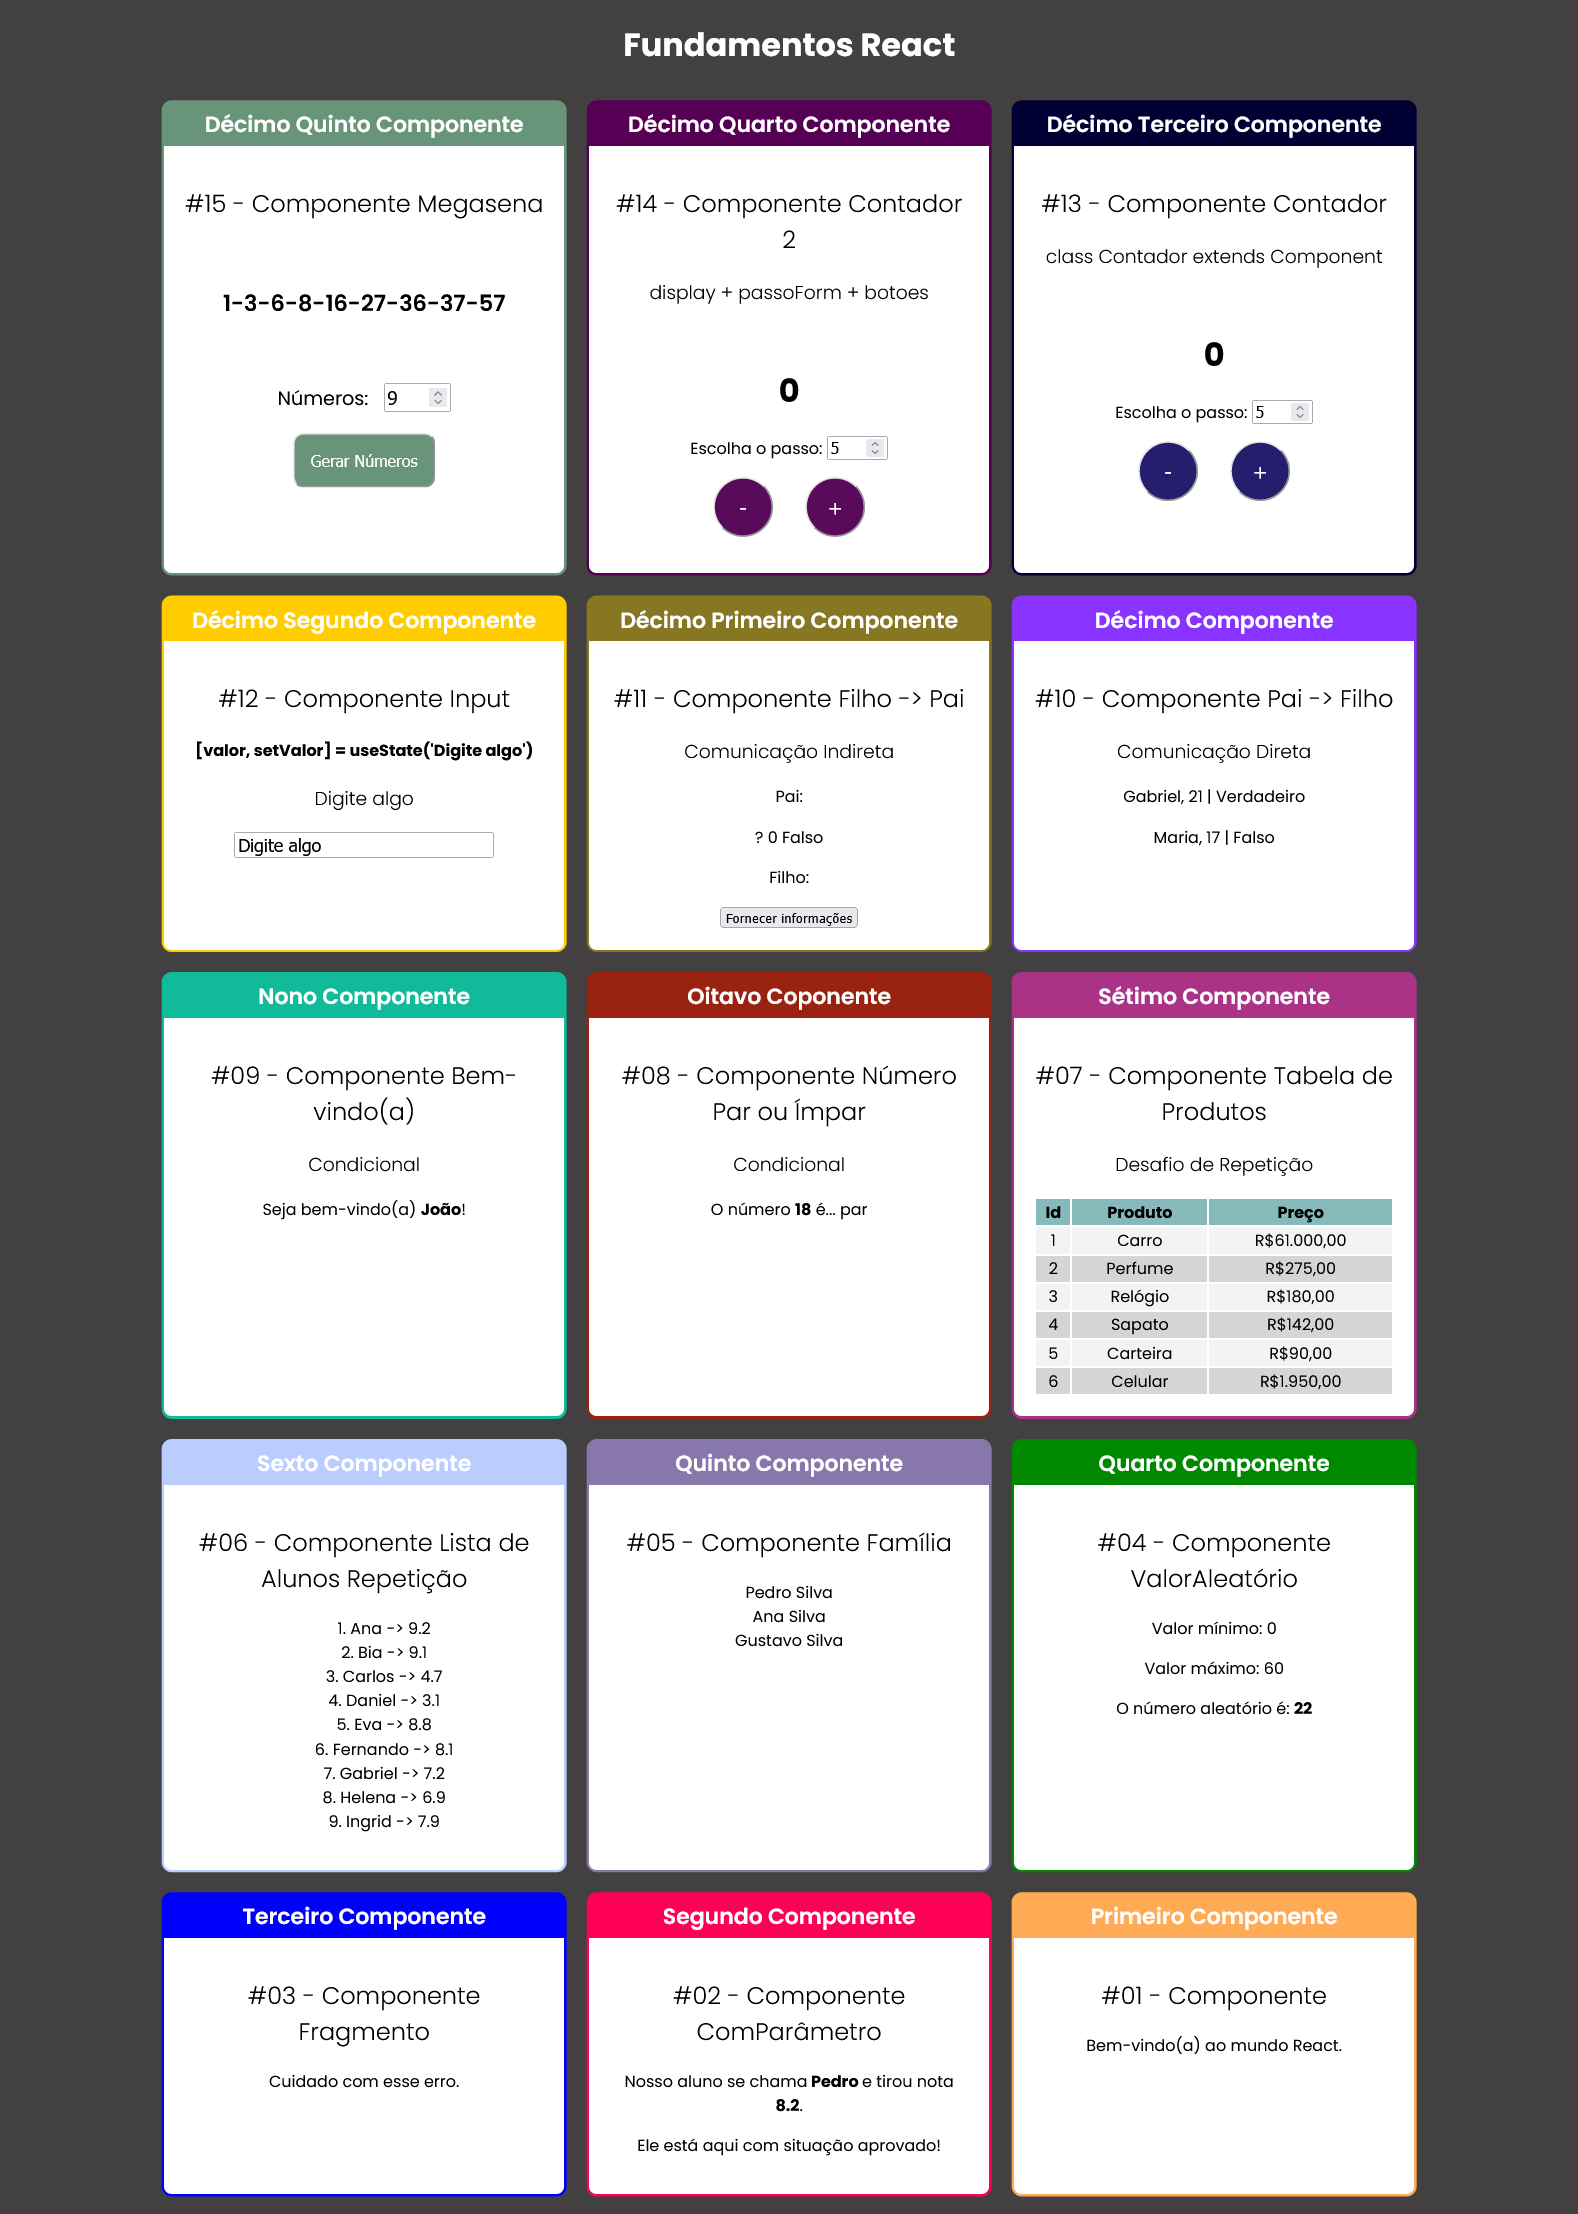 Fundamentos React
Décimo Quinto Componente
#15 - Componente Megasena
1-3-6-8-16-27-36-37-57
Números: 9
Gerar Números
Décimo Quarto Componente
#14 - Componente Contador
2
display + passoForm + botoes
0
Escolha o passo: 5
- +
Décimo Terceiro Componente
#13 - Componente Contador
class Contador extends Component
0
Escolha o passo: 5
- +
Décimo Segundo Componente
#12 - Componente Input
[valor, setValor] = useState('Digite algo')
Digite algo
Digite algo
Décimo Primeiro Componente
#11 - Componente Filho -> Pai
Comunicação Indireta
Pai:
? 0 Falso
Filho:
Fornecer informações
Décimo Componente
#10 - Componente Pai -> Filho
Comunicação Direta
Gabriel, 21 | Verdadeiro
Maria, 17 | Falso
Nono Componente
#09 - Componente Bem-
vindo(a)
Condicional
Seja bem-vindo(a) João!
Oitavo Coponente
#08 - Componente Número
Par ou Ímpar
Condicional
O número 18 é... par
Sétimo Componente
#07 - Componente Tabela de
Produtos
Desafio de Repetição
Id Produto Preço
1 Carro R$61.000,00
2 Perfume R$275,00
3 Relógio R$180,00
4 Sapato R$142,00
5 Carteira R$90,00
6 Celular R$1.950,00
Sexto Componente
#06 - Componente Lista de
Alunos Repetição
1. Ana -> 9.2
2. Bia -> 9.1
3. Carlos -> 4.7
4. Daniel -> 3.1
5. Eva -> 8.8
6. Fernando -> 8.1
7. Gabriel -> 7.2
8. Helena -> 6.9
9. Ingrid -> 7.9
Quinto Componente
#05 - Componente Família
Pedro Silva
Ana Silva
Gustavo Silva
Quarto Componente
#04 - Componente
ValorAleatório
Valor mínimo: 0
Valor máximo: 60
O número aleatório é: 22
Terceiro Componente
#03 - Componente
Fragmento
Cuidado com esse erro.
Segundo Componente
#02 - Componente
ComParâmetro
Nosso aluno se chama Pedro e tirou nota
8.2.
Ele está aqui com situação aprovado!
Primeiro Componente
#01 - Componente
Bem-vindo(a) ao mundo React.